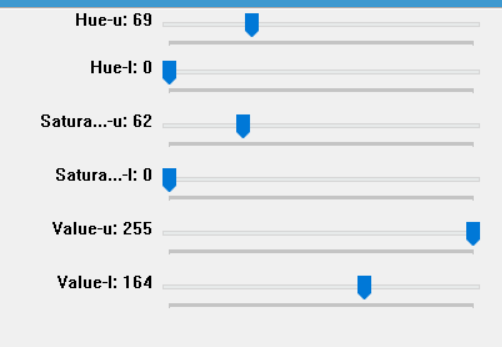 Hue-u: 69
Hue-l: 0
Satura...-u: 62
Satura...-l: 0
Value-u: 255
Value-l: 164